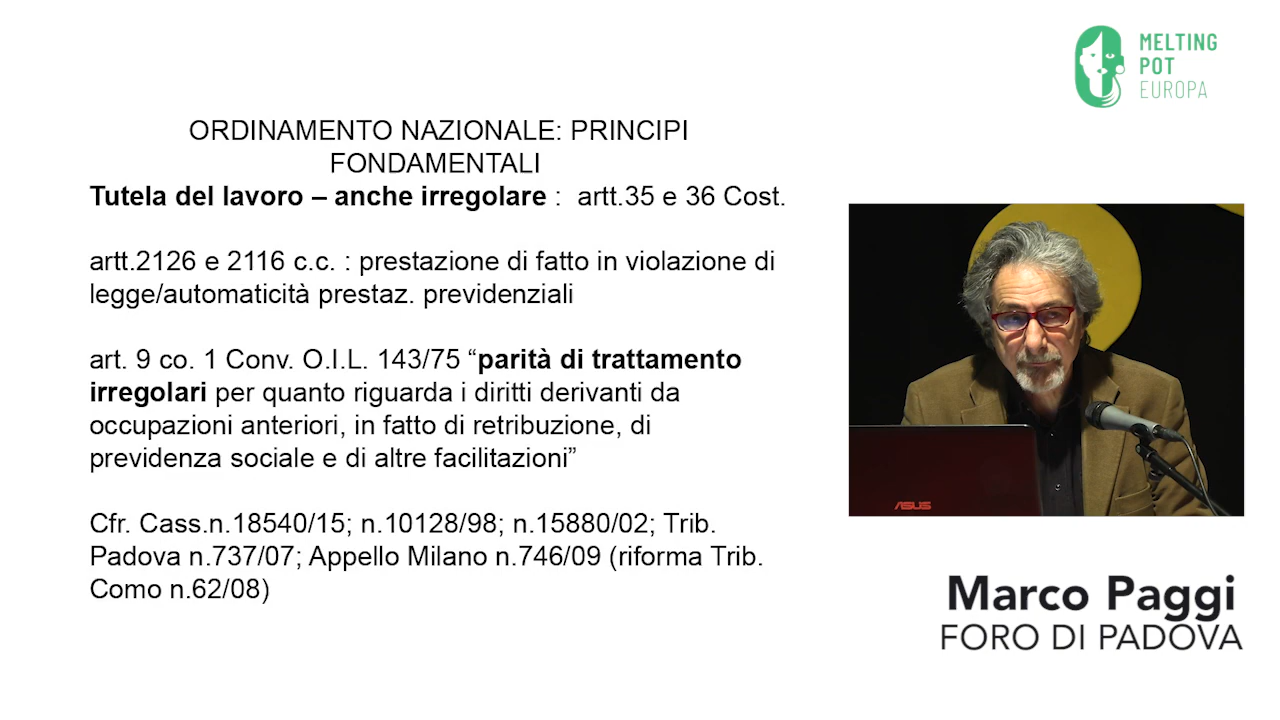 MELTING
POT
EUROPA
ORDINAMENTO NAZIONALE: PRINCIPI
FONDAMENTALI
Tutela del lavoro – anche irregolare :  artt.35 e 36 Cost.
artt.2126 e 2116 c.c. : prestazione di fatto in violazione di
legge/automaticità prestaz. previdenziali
art. 9 co. 1 Conv. O.I.L. 143/75 “parità di trattamento
irregolari per quanto riguarda i diritti derivanti da
occupazioni anteriori, in fatto di retribuzione, di
previdenza sociale e di altre facilitazioni”
Cfr. Cass.n.18540/15; n.10128/98; n.15880/02; Trib.
Padova n.737/07; Appello Milano n.746/09 (riforma Trib.
Como n.62/08)
ASUS
Marco Paggi
FORO DI PADOVA